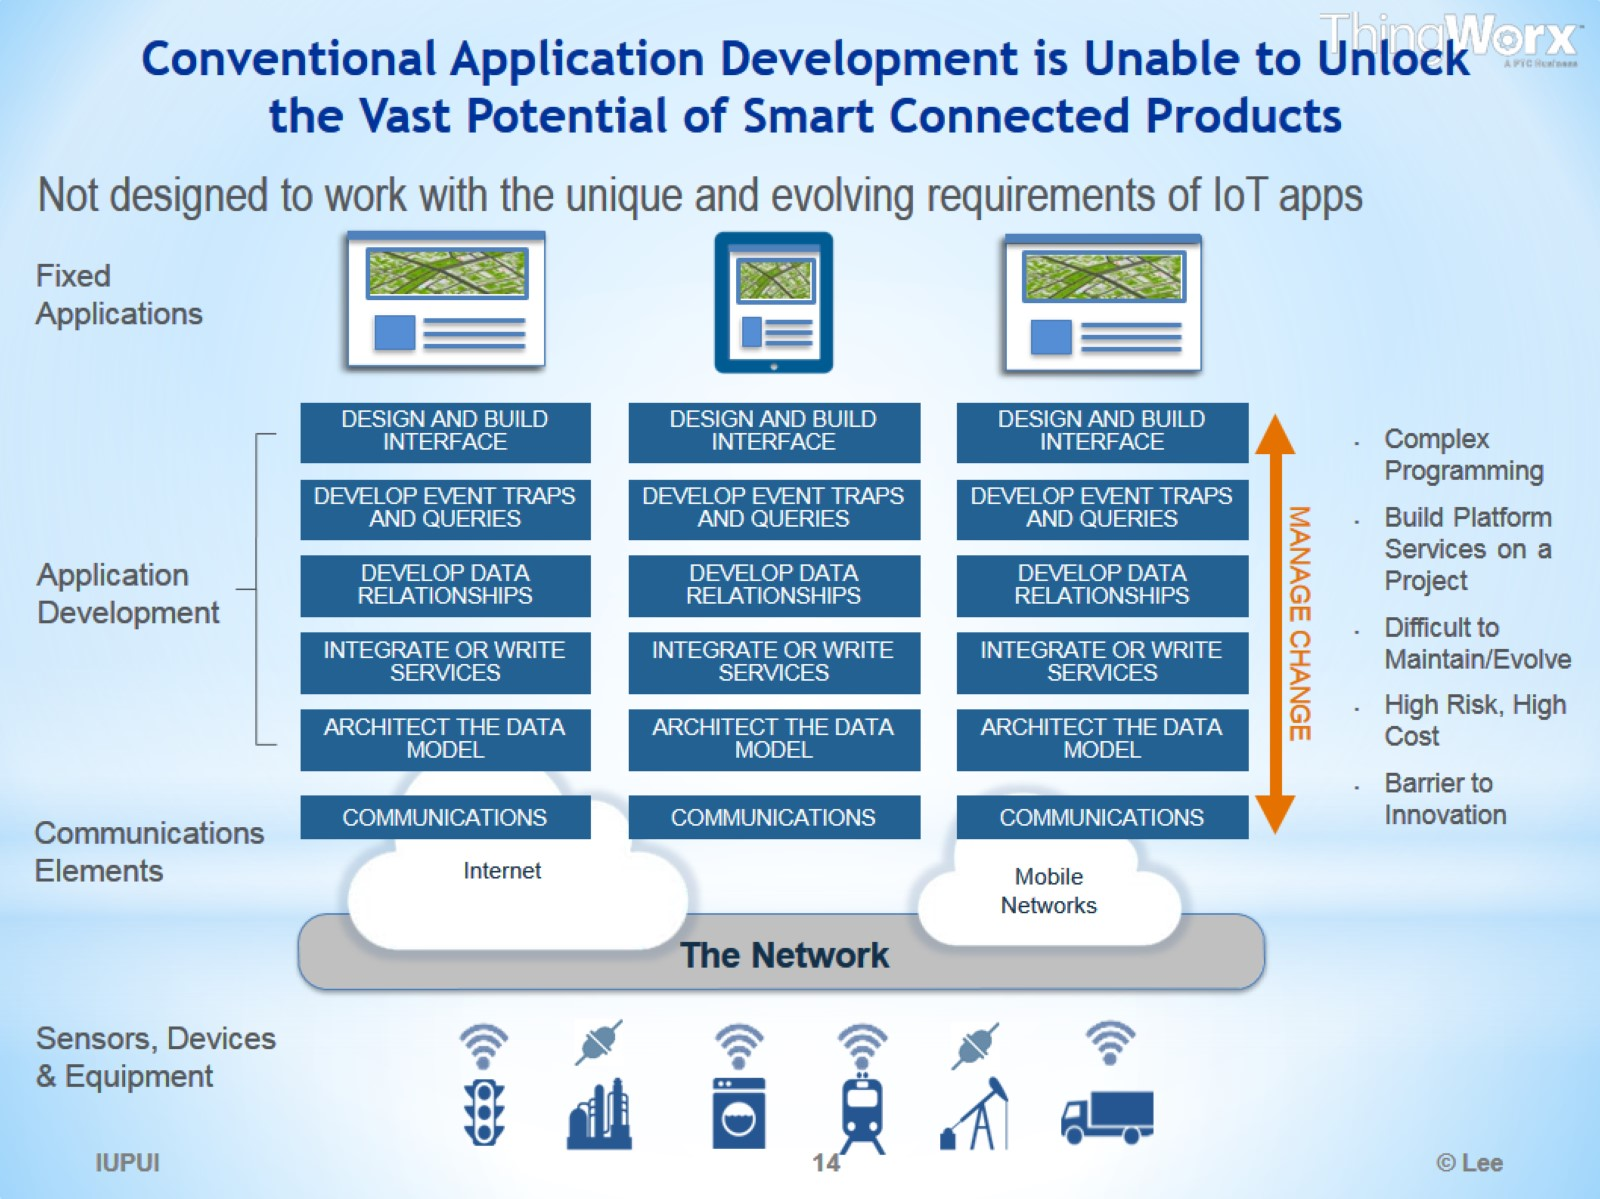 ThingWorx
A PTC Business
Conventional Application Development is Unable to Unlock
the Vast Potential of Smart Connected Products
Not designed to work with the unique and evolving requirements of IoT apps
Fixed
Applications
Application
Development
DESIGN AND BUILD
INTERFACE
DESIGN AND BUILD
INTERFACE
DESIGN AND BUILD
INTERFACE
DEVELOP EVENT TRAPS
AND QUERIES
DEVELOP EVENT TRAPS
AND QUERIES
DEVELOP EVENT TRAPS
AND QUERIES
DEVELOP DATA
RELATIONSHIPS
DEVELOP DATA
RELATIONSHIPS
DEVELOP DATA
RELATIONSHIPS
INTEGRATE OR WRITE
SERVICES
INTEGRATE OR WRITE
SERVICES
INTEGRATE OR WRITE
SERVICES
ARCHITECT THE DATA
MODEL
ARCHITECT THE DATA
MODEL
ARCHITECT THE DATA
MODEL
MANAGE CHANGE
· Complex
Programming
· Build Platform
Services on a
Project
· Difficult to
Maintain/Evolve
· High Risk, High
Cost
· Barrier to
Innovation
Communications
Elements
COMMUNICATIONS
COMMUNICATIONS
COMMUNICATIONS
Internet
Mobile
Networks
The Network
Sensors, Devices
& Equipment
IUPUI
14
© Lee